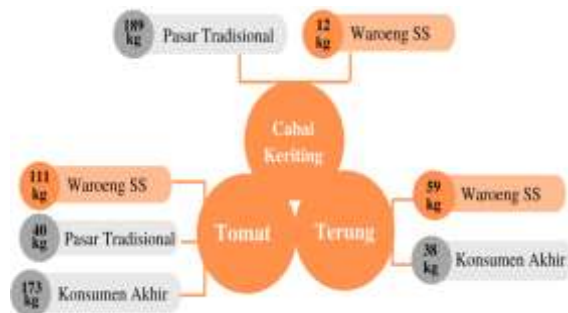 189 kg Pasar Tradisional
12 kg Waroeng SS
Cabai
Keriting
111 kg Waroeng SS
40 kg Pasar Tradisional
173 kg Konsumen Akhir
Tomat
Terung
59 kg Waroeng SS
38 kg Konsumen Akhir